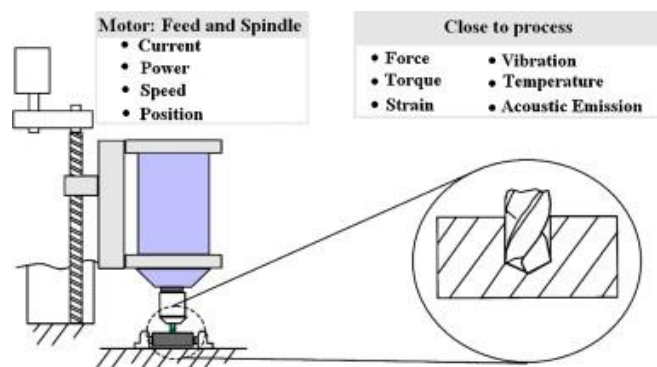 Motor: Feed and Spindle
• Current
• Power
• Speed
• Position
Close to process
• Force
• Torque
• Strain
• Vibration
• Temperature
• Acoustic Emission